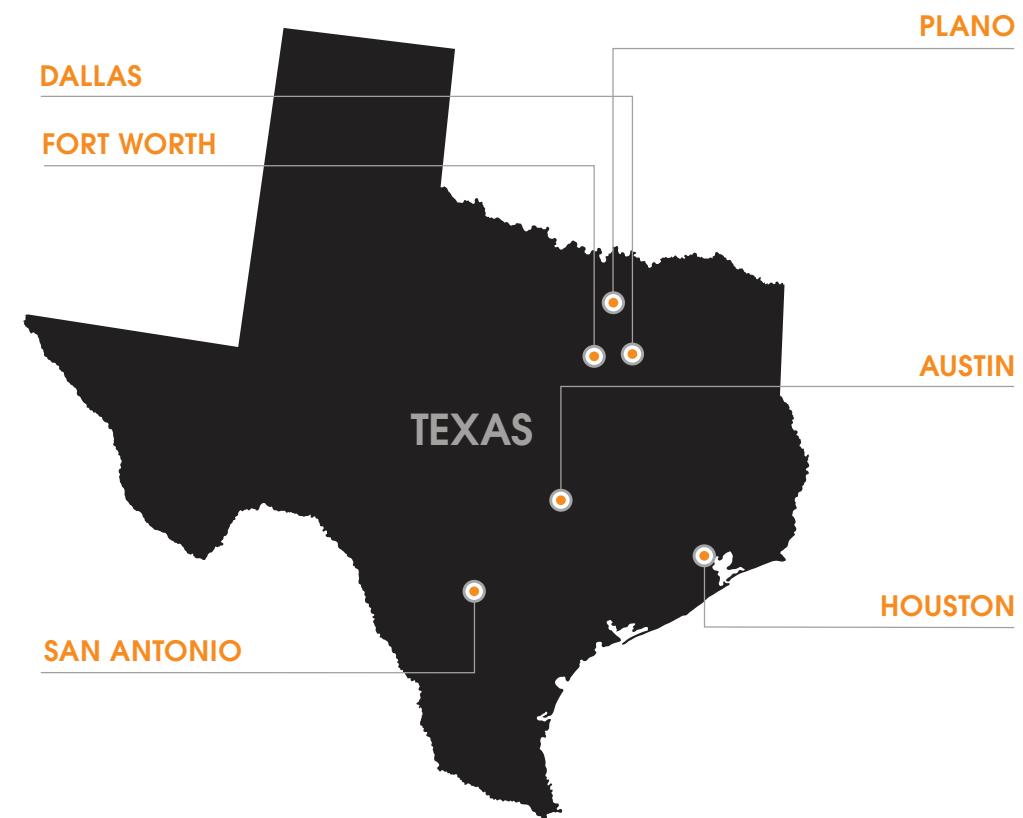 PLANO
DALLAS
FORT WORTH
AUSTIN
TEXAS
HOUSTON
SAN ANTONIO